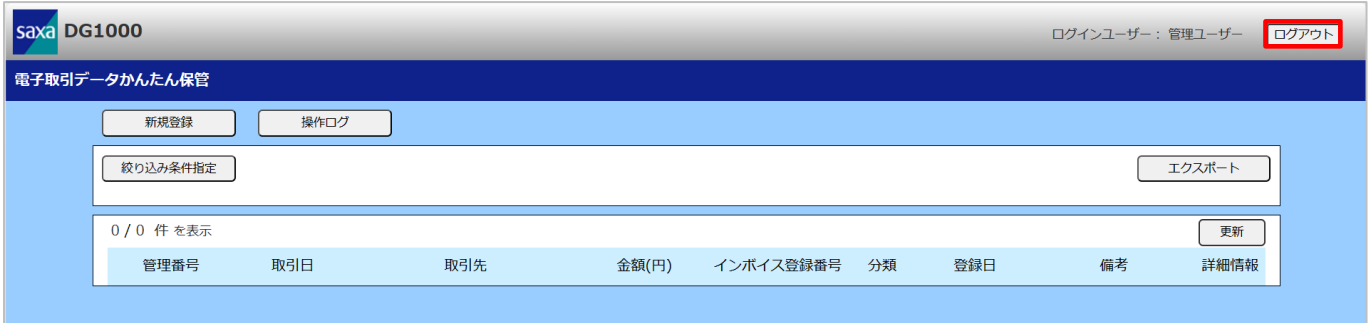 saxa DG1000 ログインユーザー： 管理ユーザー ログアウト
電子取引データかんたん保管
新規登録 操作ログ
絞り込み条件指定 エクスポート
0 / 0 件 を表示 更新
管理番号 取引日 取引先 金額(円) インボイス登録番号 分類 登録日 備考 詳細情報